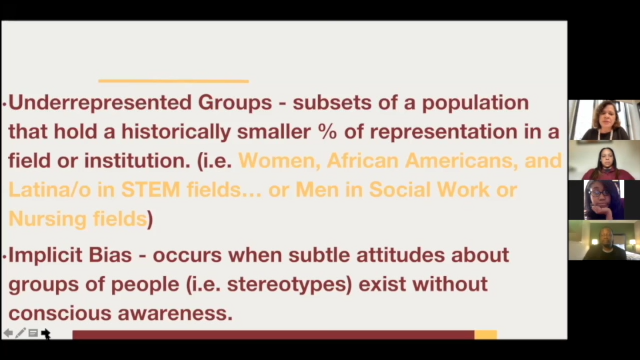 ·Underrepresented Groups - subsets of a population
that hold a historically smaller % of representation in a
field or institution. (i.e. Women, African Americans, and
Latina/o in STEM fields... or Men in Social Work or
Nursing fields)
·Implicit Bias - occurs when subtle attitudes about
groups of people (i.e. stereotypes) exist without
conscious awareness.